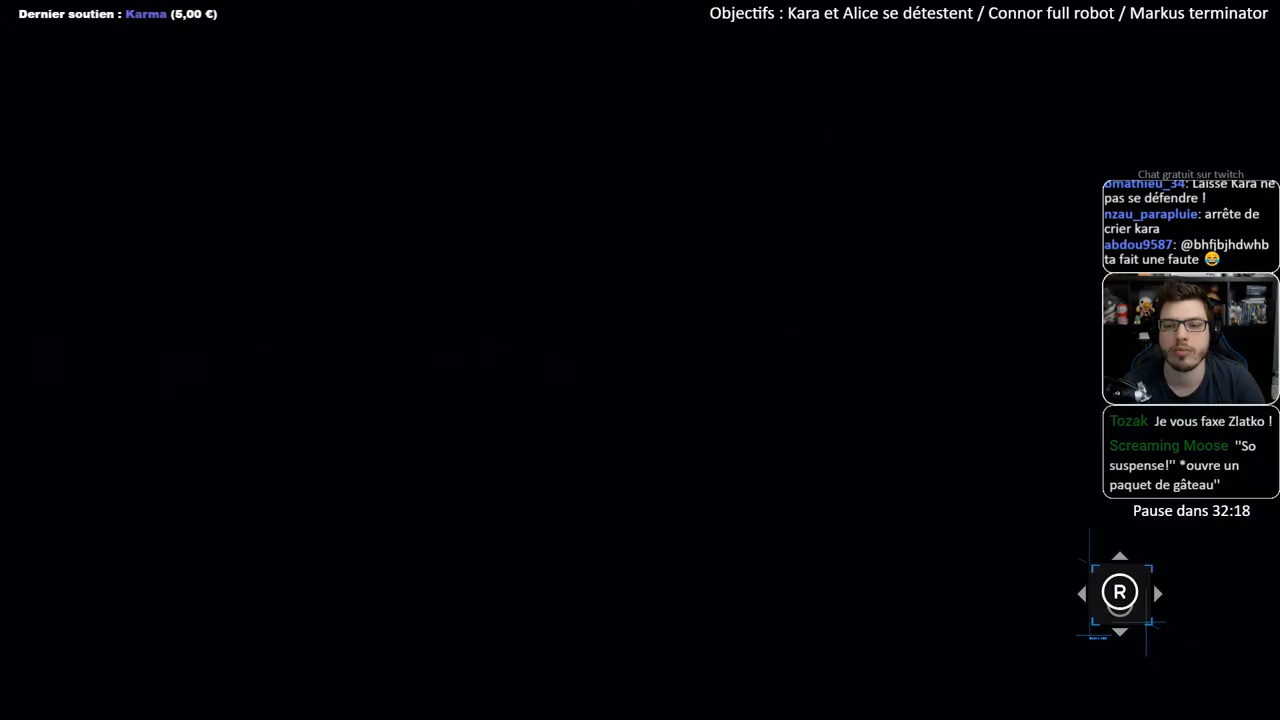 Dernier soutien : Karma (5,00 €)
Objectifs : Kara et Alice se détestent / Connor full robot / Markus terminator
Chat gratuit sur twitch
bmathieu_34: Laisse Kara ne
pas se défendre !
nzau_parapluie: arrête de
crier kara
abdou9587: @bhfjbjhdwhb
ta fait une faute 😂
Tozak Je vous faxe Zlatko !
Screaming Moose "So
suspense!" *ouvre un
paquet de gâteau"
Pause dans 32:18
R